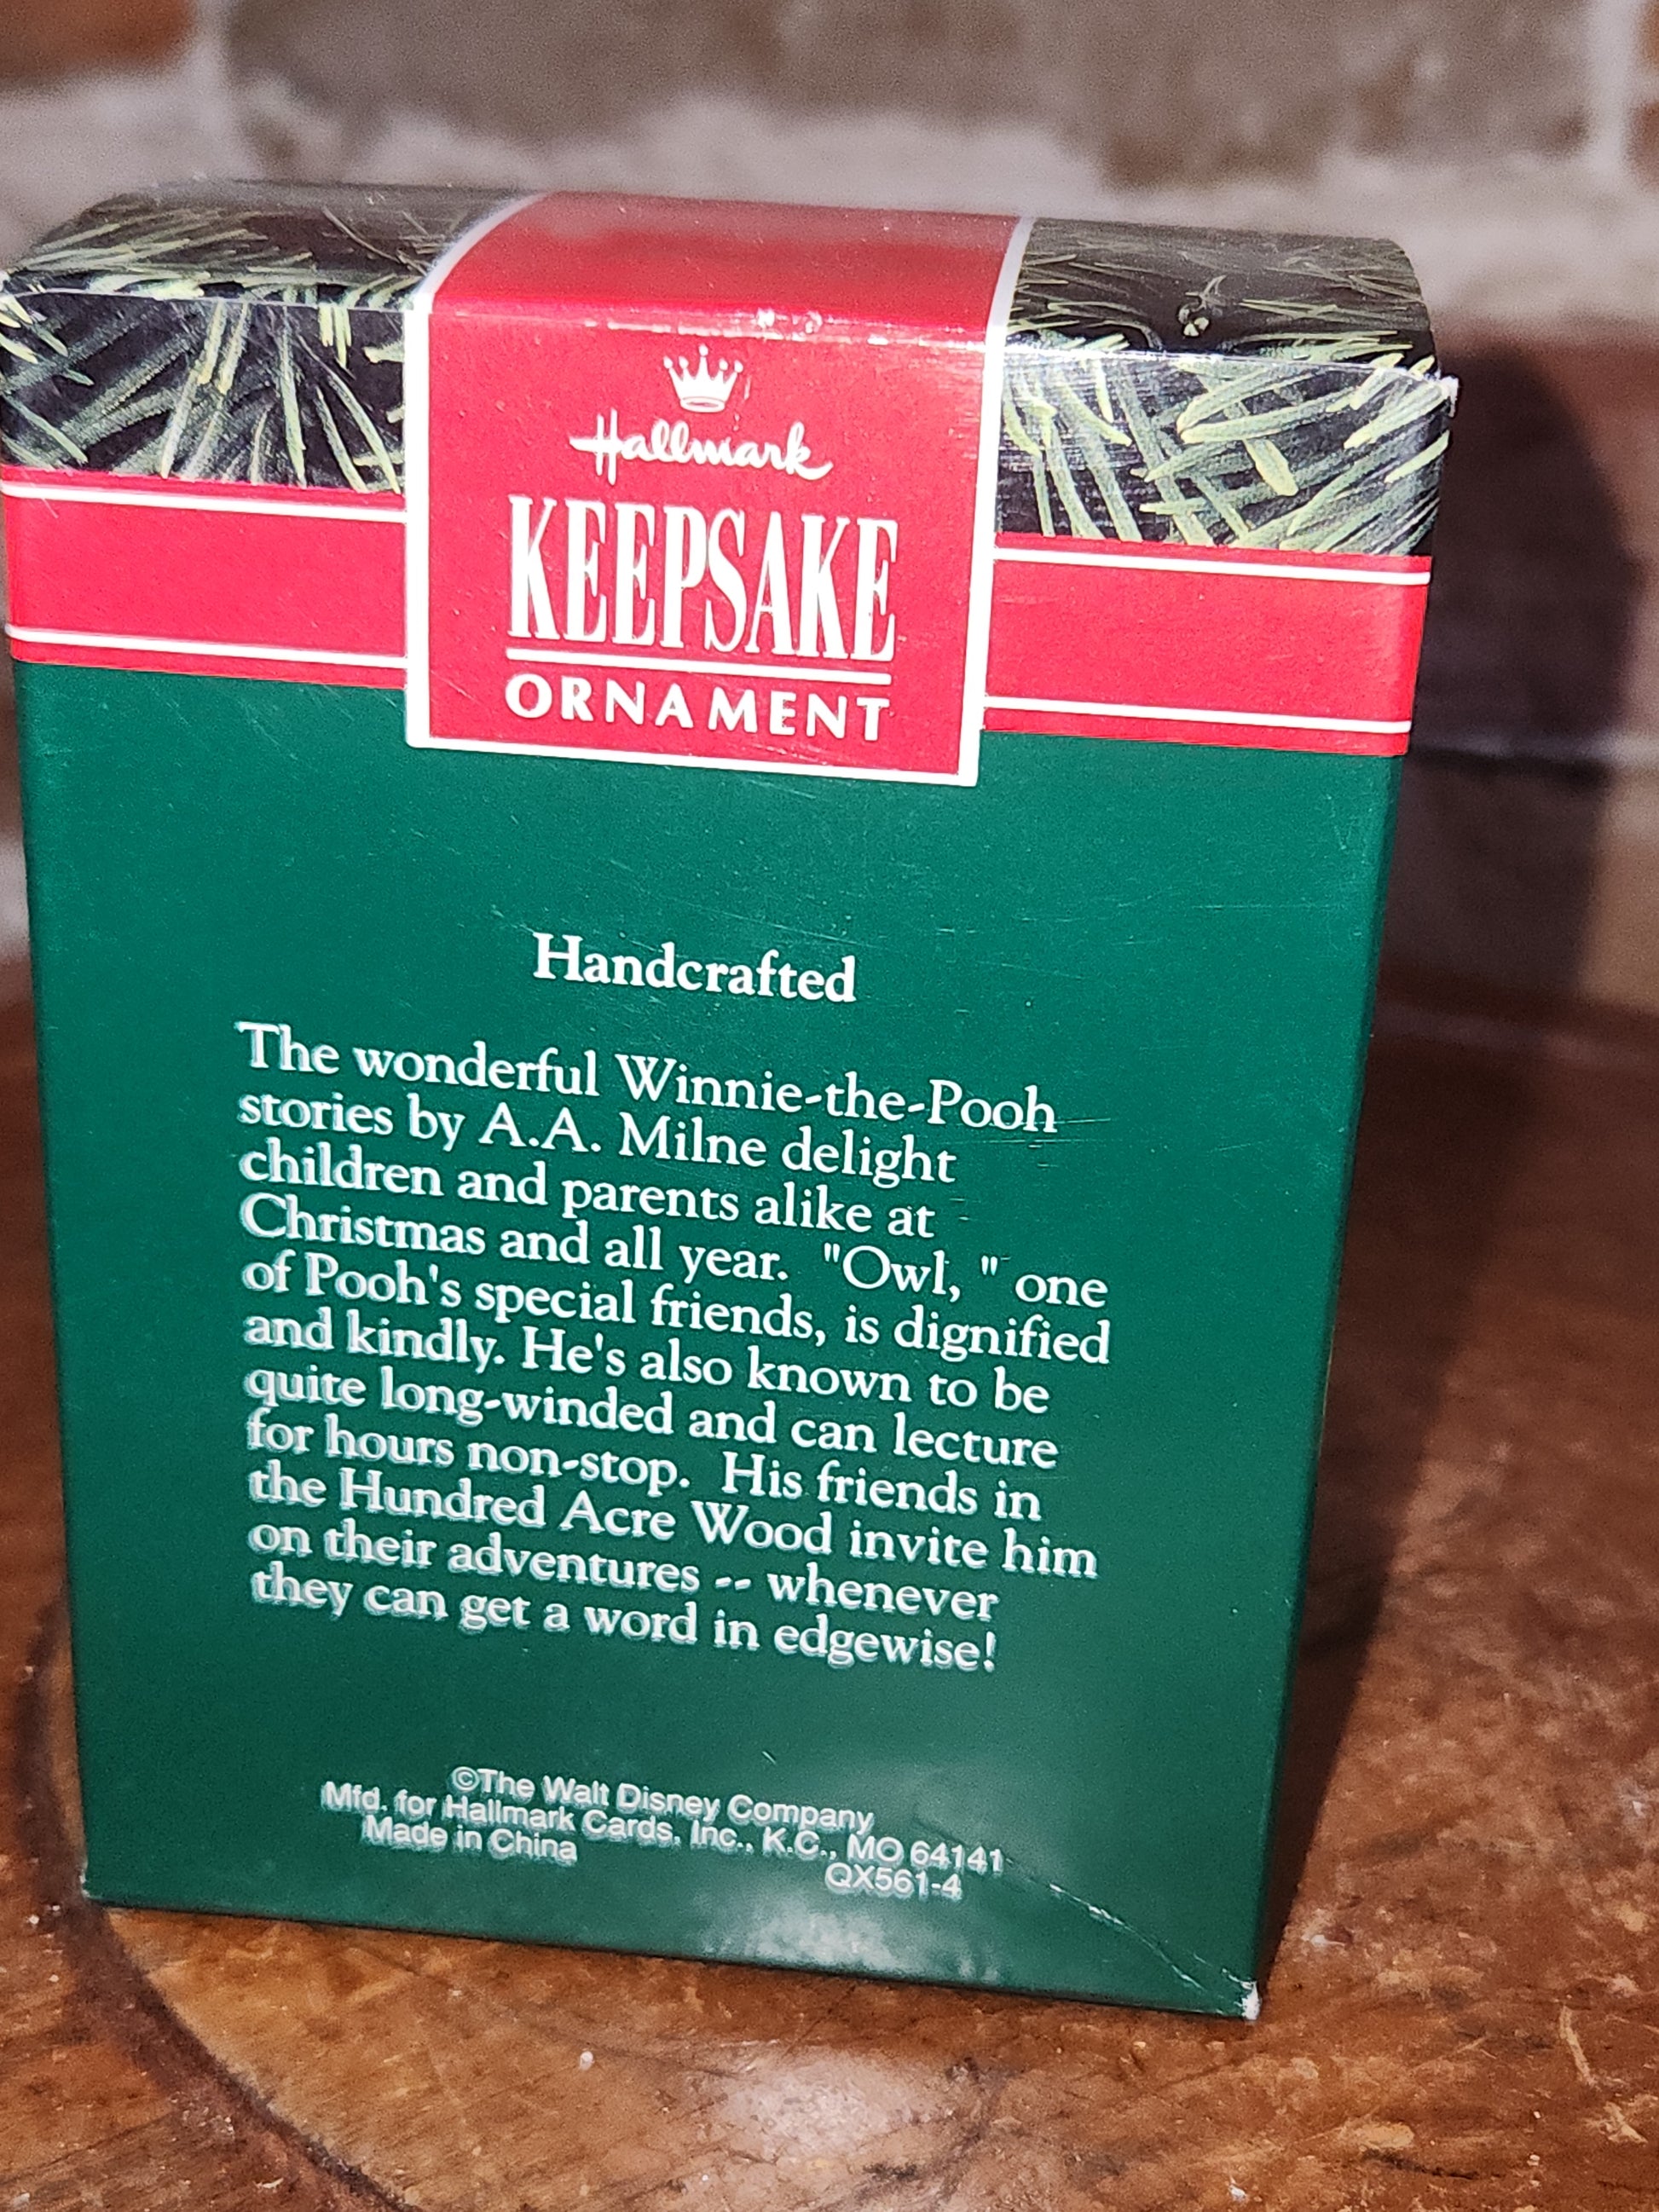 Hallmark
KEEPSAKE
ORNAMENT
Handcrafted
The wonderful Winnie-the-Pooh
stories by A.A. Milne delight
children and parents alike at
Christmas and all year. "Owl, " one
of Pooh's special friends, is dignified
and kindly. He's also known to be
quite long-winded and can lecture
for hours non-stop. His friends in
the Hundred Acre Wood invite him
on their adventures -- whenever
they can get a word in edgewise!
©The Walt Disney Company
Mfd. for Hallmark Cards, Inc., K.C., MO 64141
Made in China
QX561-4